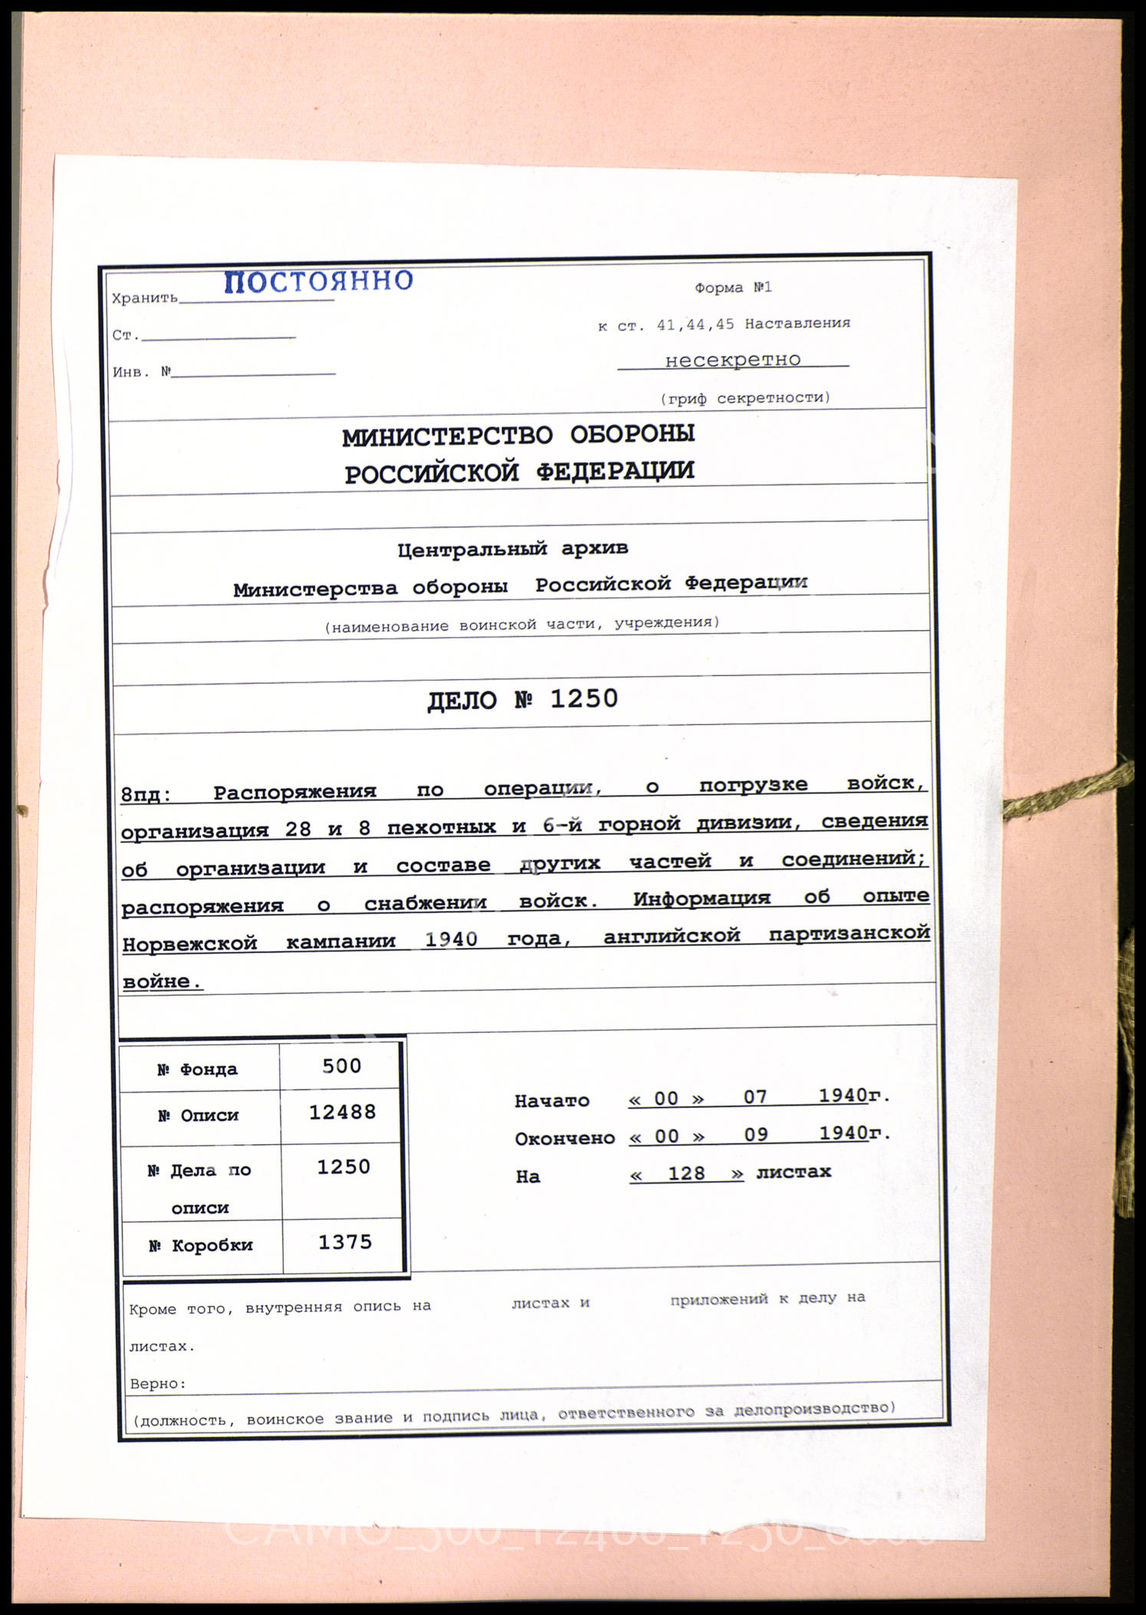 Хранить ПОСТОЯННО
Форма №1
Ст.
к ст. 41,44,45 Наставления
Инв. №
несекретно
(гриф секретности)
МИНИСТЕРСТВО ОБОРОНЫ
РОССИЙСКОЙ ФЕДЕРАЦИИ
Центральный архив
Министерства обороны Российской Федерации
(наименование воинской части, учреждения)
ДЕЛО № 1250
8пд: Распоряжения по операции, о погрузке войск,
организация 28 и 8 пехотных и 6-й горной дивизии, сведения
об организации и составе других частей и соединений;
распоряжения о снабжении войск. Информация об опыте
Норвежской кампании 1940 года, английской партизанской
войне.
№ Фонда 500
№ Описи 12488
№ Дела по 1250
описи
№ Коробки 1375
Начато « 00 » 07 1940г.
Окончено « 00 » 09 1940г.
На « 128 » листах
Кроме того, внутренняя опись на листах и приложений к делу на
листах.
Верно:
(должность, воинское звание и подпись лица, ответственного за делопроизводство)